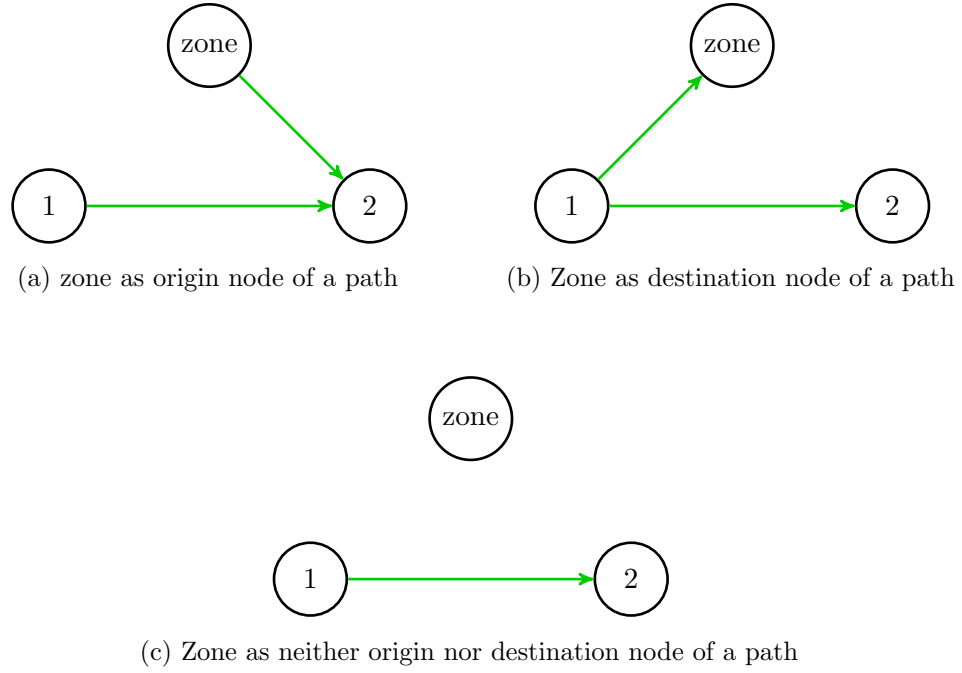 zone
zone
1
2
1
2
(a) zone as origin node of a path
(b) Zone as destination node of a path
zone
1
2
(c) Zone as neither origin nor destination node of a path